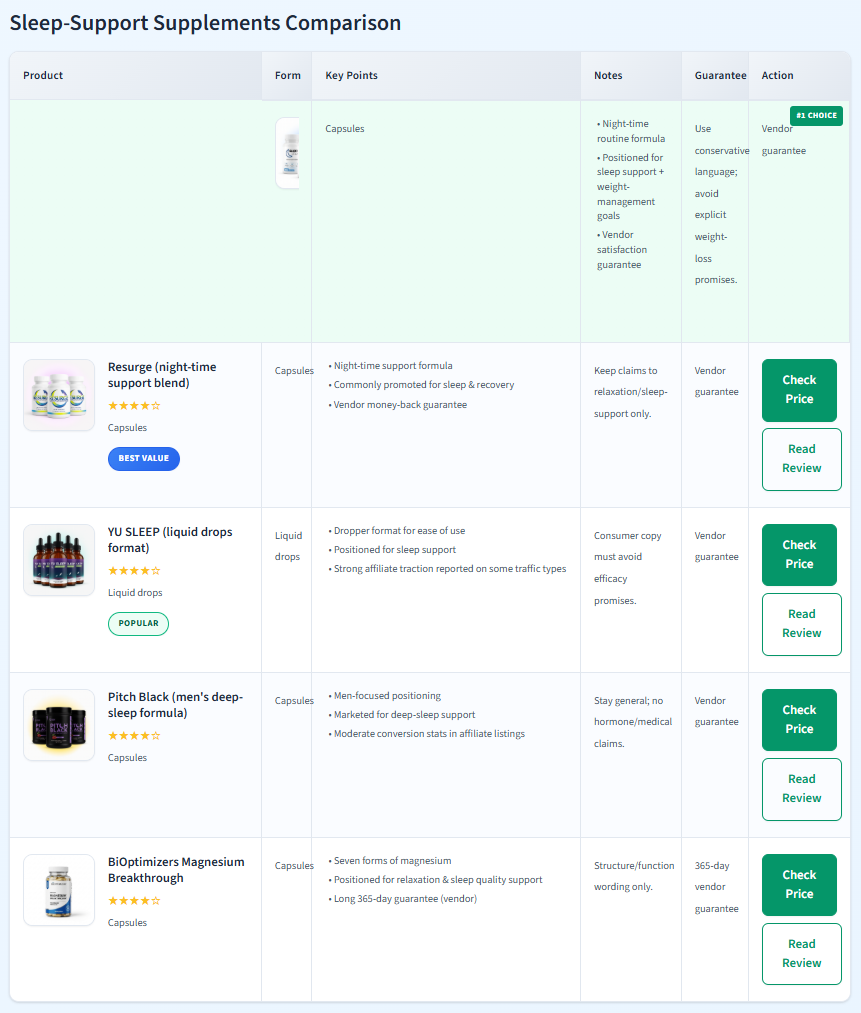 Sleep-Support Supplements Comparison
Product Form Key Points Notes Guarantee Action
#1 CHOICE
Capsules
• Night-time
routine formula
• Positioned for
sleep support +
weight-
management
goals
• Vendor
satisfaction
guarantee
Use
conservative
language;
avoid
explicit
weight-
loss
promises.
Vendor
guarantee
Resurge (night-time
support blend)
★★★★☆
Capsules
BEST VALUE
Capsules
• Night-time support formula
• Commonly promoted for sleep & recovery
• Vendor money-back guarantee
Keep claims to
relaxation/sleep-
support only.
Vendor
guarantee
Check
Price
Read
Review
YU SLEEP (liquid drops
format)
★★★★☆
Liquid drops
POPULAR
Liquid
drops
• Dropper format for ease of use
• Positioned for sleep support
• Strong affiliate traction reported on some traffic types
Consumer copy
must avoid
efficacy
promises.
Vendor
guarantee
Check
Price
Read
Review
PITCH
BLACK
Pitch Black (men's deep-
sleep formula)
★★★★☆
Capsules
Capsules
• Men-focused positioning
• Marketed for deep-sleep support
• Moderate conversion stats in affiliate listings
Stay general; no
hormone/medical
claims.
Vendor
guarantee
Check
Price
Read
Review
BiOptimizers Magnesium
Breakthrough
★★★★☆
Capsules
Capsules
• Seven forms of magnesium
• Positioned for relaxation & sleep quality support
• Long 365-day guarantee (vendor)
Structure/function
wording only.
365-day
vendor
guarantee
Check
Price
Read
Review